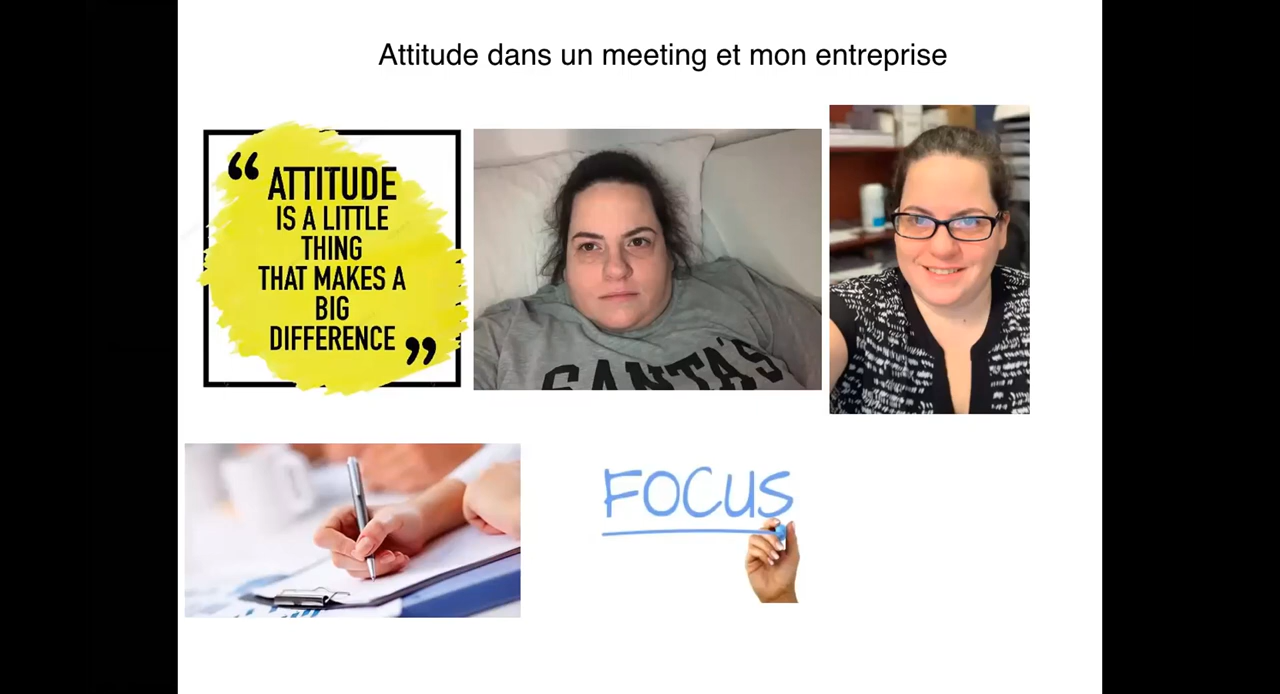 Attitude dans un meeting et mon entreprise
“ ATTITUDE
IS A LITTLE
THING
THAT MAKES A
BIG
DIFFERENCE ”
SANTA'S
FOCUS